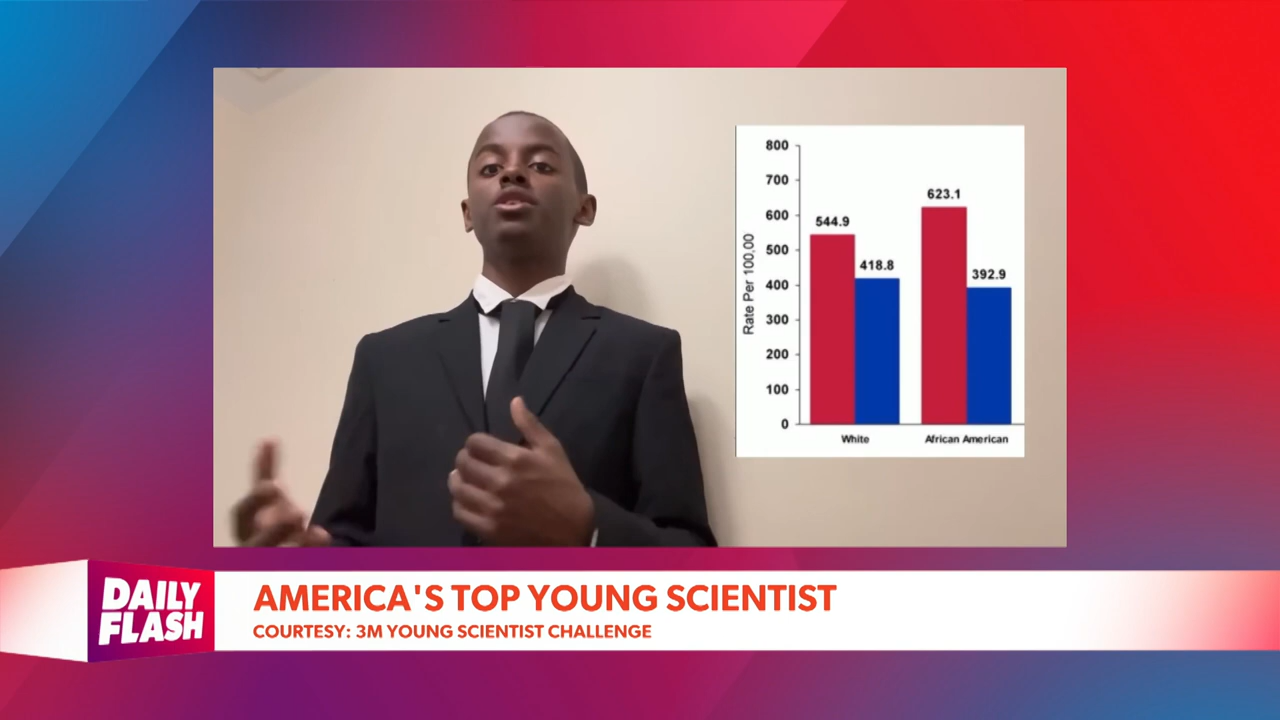 800
700
623.1
600
544.9
500
418.8
392.9
400
300
200
100
0
Rate Per 100,00
White
African American
DAILY
FLASH
AMERICA'S TOP YOUNG SCIENTIST
COURTESY: 3M YOUNG SCIENTIST CHALLENGE